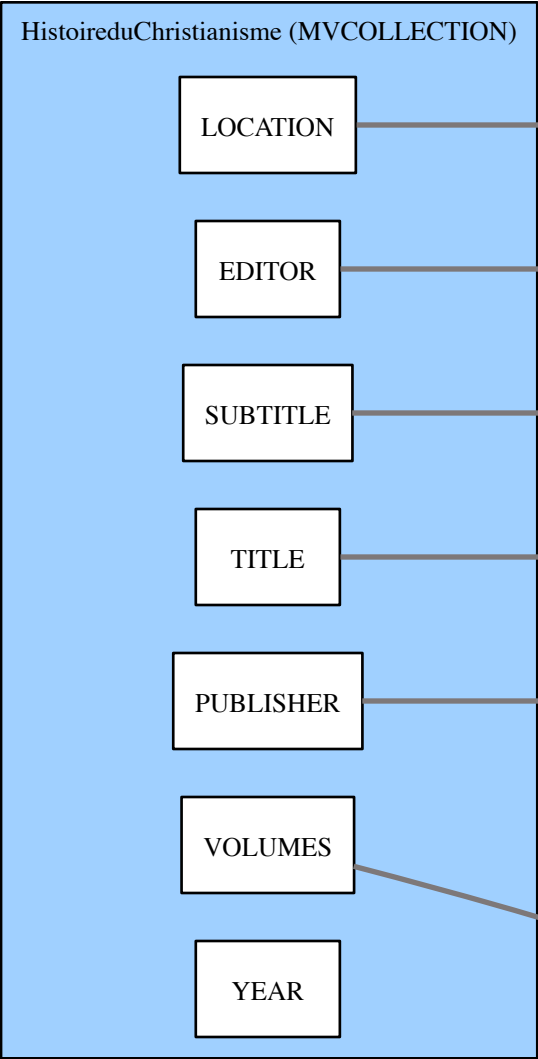 HistoireduChristianisme (MVCOLLECTION)
LOCATION
EDITOR
SUBTITLE
TITLE
PUBLISHER
VOLUMES
YEAR